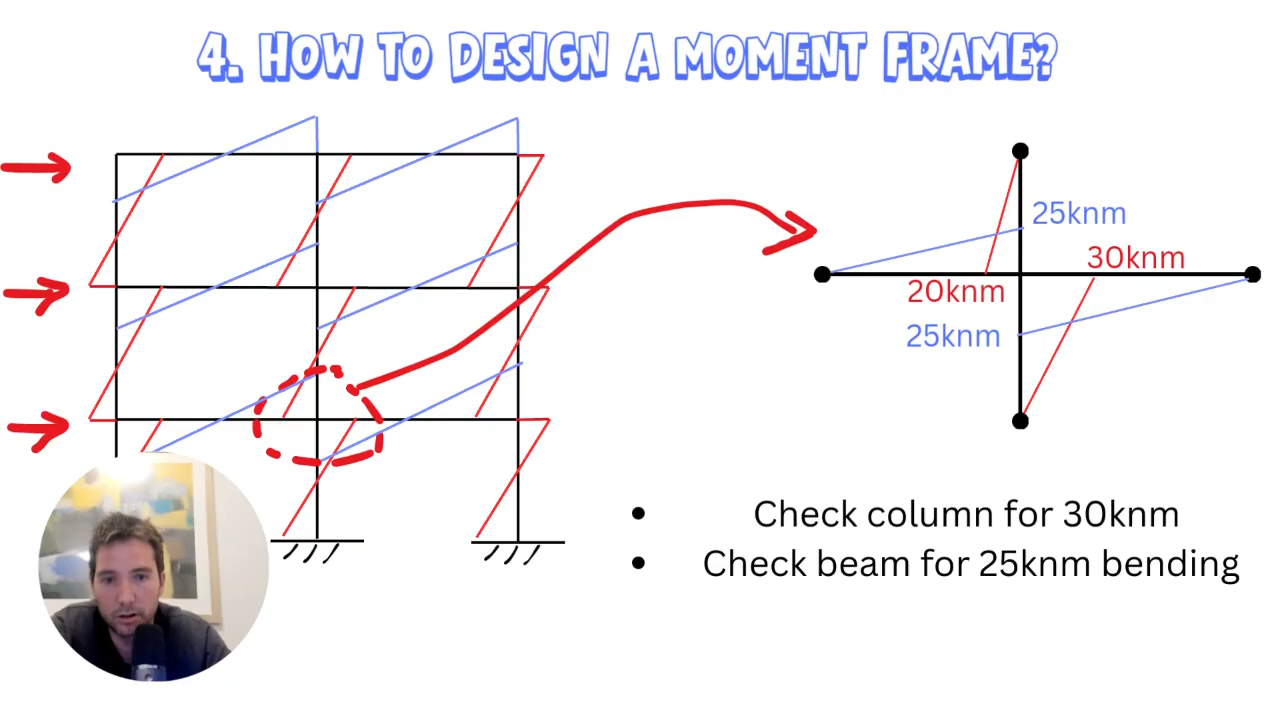 4. HOW TO DESIGN A MOMENT FRAME?
25knm
30knm
20knm
25knm
• Check column for 30knm
• Check beam for 25knm bending